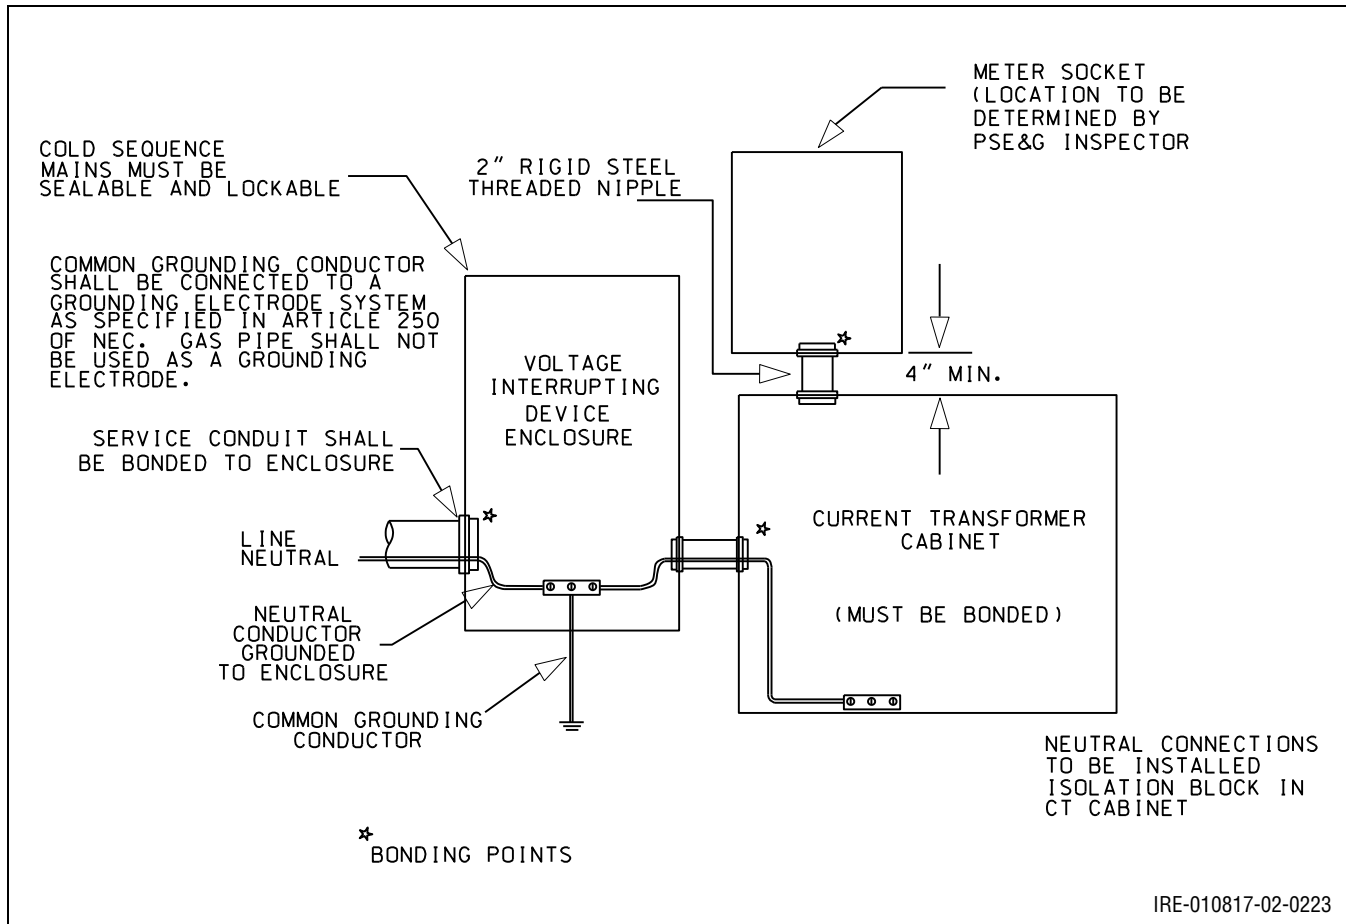 METER SOCKET
(LOCATION TO BE
DETERMINED BY
PSE&G INSPECTOR
COLD SEQUENCE
MAINS MUST BE
SEALABLE AND LOCKABLE
2" RIGID STEEL
THREADED NIPPLE
COMMON GROUNDING CONDUCTOR
SHALL BE CONNECTED TO A
GROUNDING ELECTRODE SYSTEM
AS SPECIFIED IN ARTICLE 250
OF NEC. GAS PIPE SHALL NOT
BE USED AS A GROUNDING
ELECTRODE.
VOLTAGE
INTERRUPTING
DEVICE
ENCLOSURE
4" MIN.
SERVICE CONDUIT SHALL
BE BONDED TO ENCLOSURE
LINE
NEUTRAL
CURRENT TRANSFORMER
CABINET
(MUST BE BONDED)
NEUTRAL
CONDUCTOR
GROUNDED
TO ENCLOSURE
COMMON GROUNDING
CONDUCTOR
NEUTRAL CONNECTIONS
TO BE INSTALLED
ISOLATION BLOCK IN
CT CABINET
BONDING POINTS
IRE-010817-02-0223